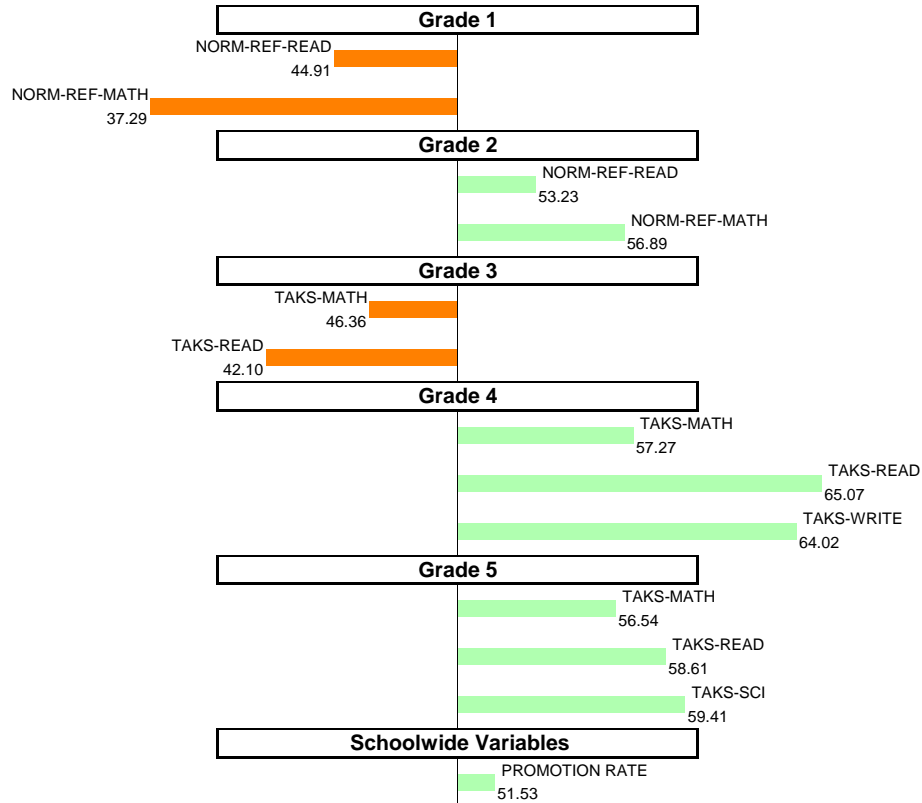 Grade 1
NORM-REF-READ
44.91
NORM-REF-MATH
37.29
Grade 2
NORM-REF-READ
53.23
NORM-REF-MATH
56.89
Grade 3
TAKS-MATH
46.36
TAKS-READ
42.10
Grade 4
TAKS-MATH
57.27
TAKS-READ
65.07
TAKS-WRITE
64.02
Grade 5
TAKS-MATH
56.54
TAKS-READ
58.61
TAKS-SCI
59.41
Schoolwide Variables
PROMOTION RATE
51.53